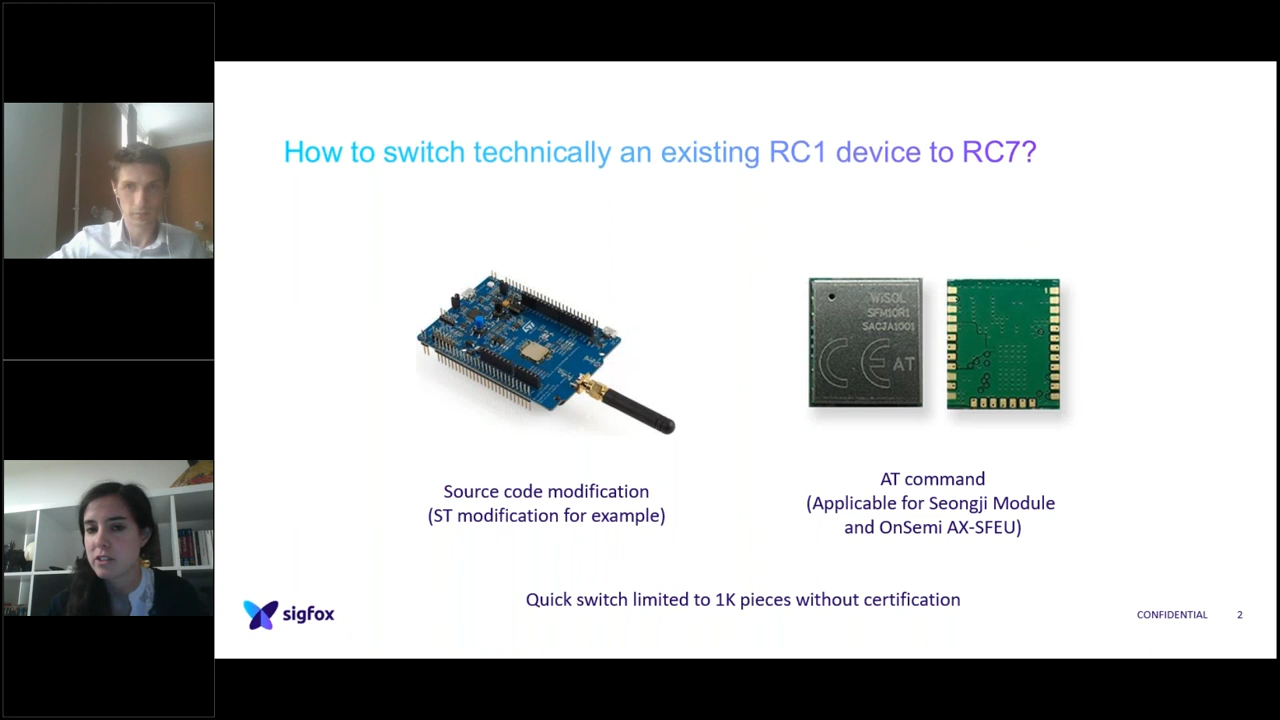 How to switch technically an existing RC1 device to RC7?
WiSOL
SFM10R1
SACJA1001
CE AT
Source code modification
(ST modification for example)
AT command
(Applicable for Seongji Module
and OnSemi AX-SFEU)
Quick switch limited to 1K pieces without certification
sigfox
CONFIDENTIAL 2